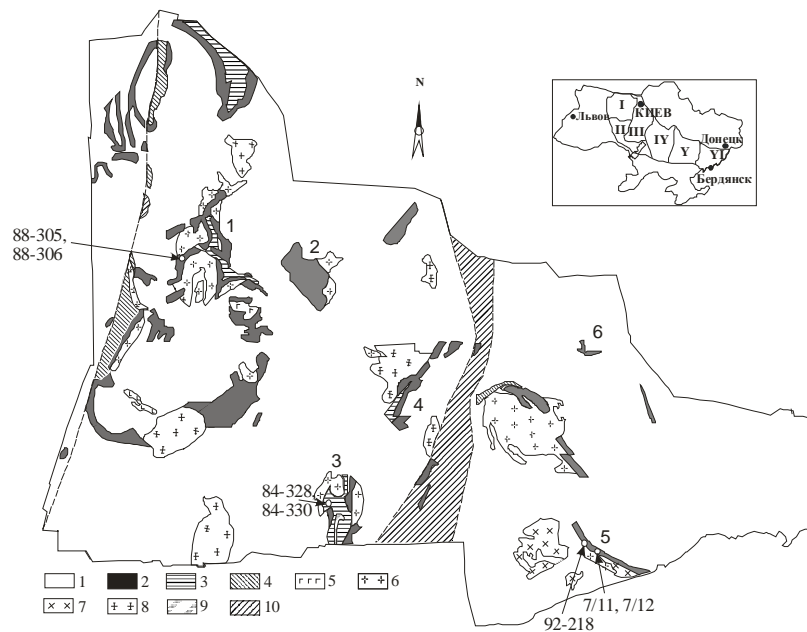 N
I
КИЕВ
Львов
II
III
IY
Y
Донецк
YI
Бердянск
1
88-305,
88-306
2
6
4
3
84-328,
84-330
5
7/11, 7/12
92-218
1 2 3 4 5 6
7 8 9 10